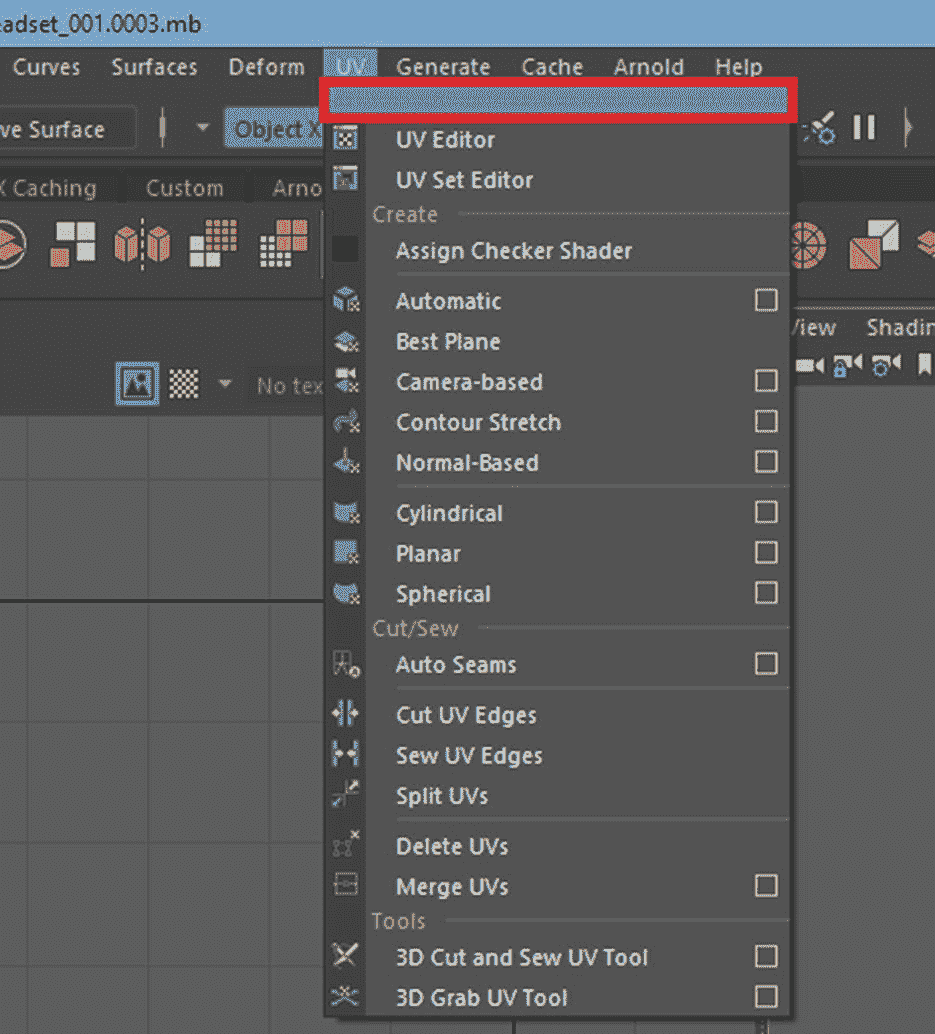 adset_001.0003.mb
Curves Surfaces Deform UV Generate Cache Arnold Help
ve Surface Object X
UV Editor
X Caching Custom Arno
UV Set Editor
Create
Assign Checker Shader
Automatic
View Shadin
Best Plane
No tex
Camera-based
Contour Stretch
Normal-Based
Cylindrical
Planar
Spherical
Cut/Sew
Auto Seams
Cut UV Edges
Sew UV Edges
Split UVs
Delete UVs
Merge UVs
Tools
3D Cut and Sew UV Tool
3D Grab UV Tool